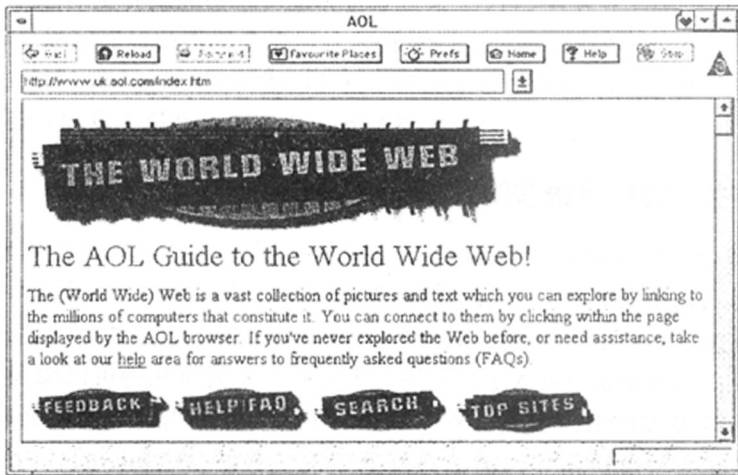 AOL
Back Reload Forward Favourite Places Prefs Home Help Stop
http://www.uk.aol.com/index.htm
THE WORLD WIDE WEB
The AOL Guide to the World Wide Web!
The (World Wide) Web is a vast collection of pictures and text which you can explore by linking to
the millions of computers that constitute it. You can connect to them by clicking within the page
displayed by the AOL browser. If you've never explored the Web before, or need assistance, take
a look at our help area for answers to frequently asked questions (FAQs).
FEEDBACK HELP/FAQ SEARCH TOP SITES